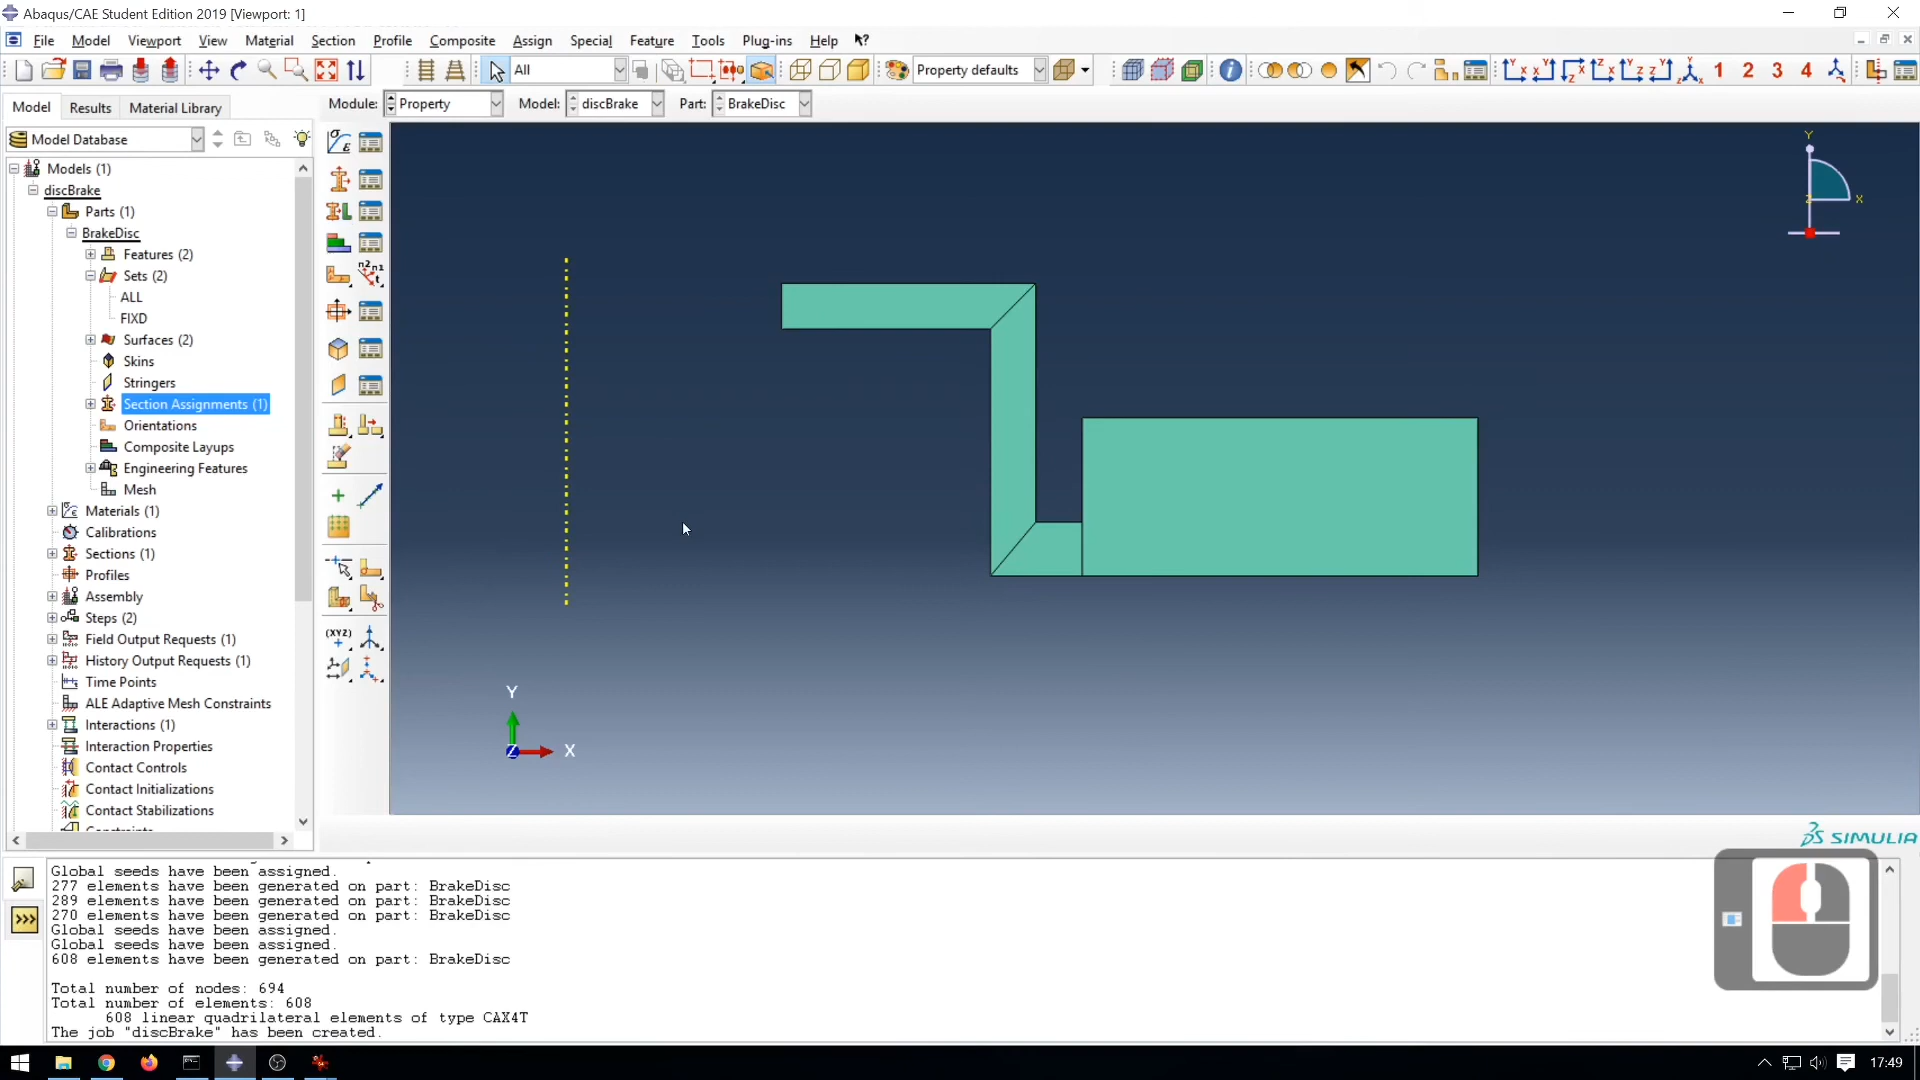 Abaqus/CAE Student Edition 2019 [Viewport: 1]
File Model Viewport View Material Section Profile Composite Assign Special Feature Tools Plug-ins Help
All
Property defaults
1 2 3 4
Model Results Material Library
Module: Property Model: discBrake Part: BrakeDisc
Model Database
Models (1)
discBrake
Parts (1)
BrakeDisc
Features (2)
Sets (2)
ALL
FIXD
Surfaces (2)
Skins
Stringers
Section Assignments (1)
Orientations
Composite Layups
Engineering Features
Mesh
Materials (1)
Calibrations
Sections (1)
Profiles
Assembly
Steps (2)
Field Output Requests (1)
History Output Requests (1)
Time Points
ALE Adaptive Mesh Constraints
Interactions (1)
Interaction Properties
Contact Controls
Contact Initializations
Contact Stabilizations
Y
X
Z
Y
X
Z
SIMULIA
Global seeds have been assigned.
277 elements have been generated on part: BrakeDisc
289 elements have been generated on part: BrakeDisc
270 elements have been generated on part: BrakeDisc
Global seeds have been assigned.
Global seeds have been assigned.
608 elements have been generated on part: BrakeDisc
Total number of nodes: 694
Total number of elements: 608
608 linear quadrilateral elements of type CAX4T
The job "discBrake" has been created.
17:49